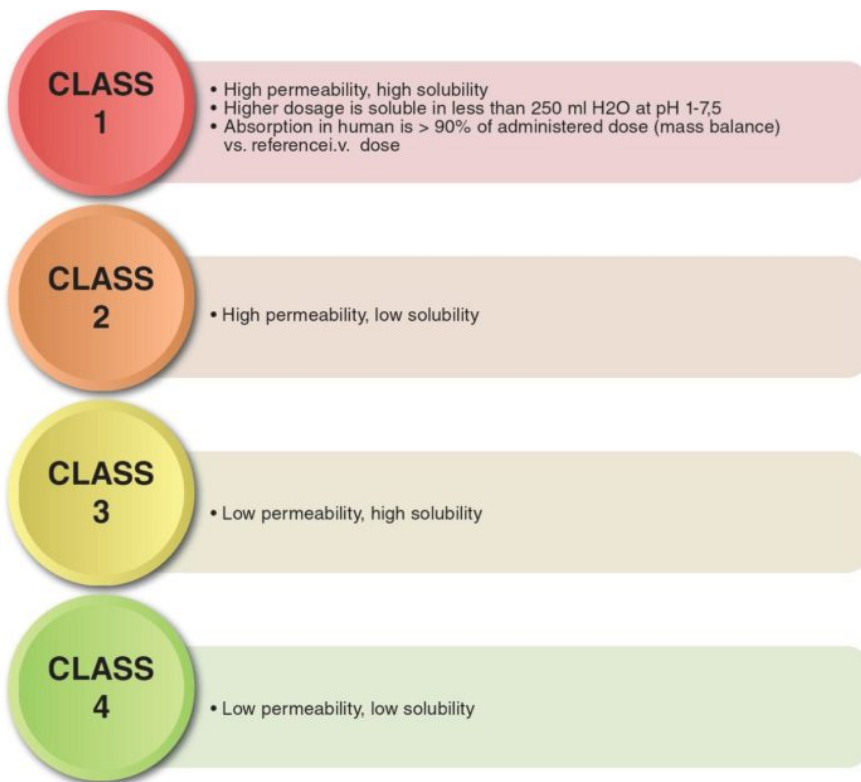 CLASS
1
• High permeability, high solubility
• Higher dosage is soluble in less than 250 ml H2O at pH 1-7,5
• Absorption in human is > 90% of administered dose (mass balance)
vs. referencei.v. dose
CLASS
2
• High permeability, low solubility
CLASS
3
• Low permeability, high solubility
CLASS
4
• Low permeability, low solubility